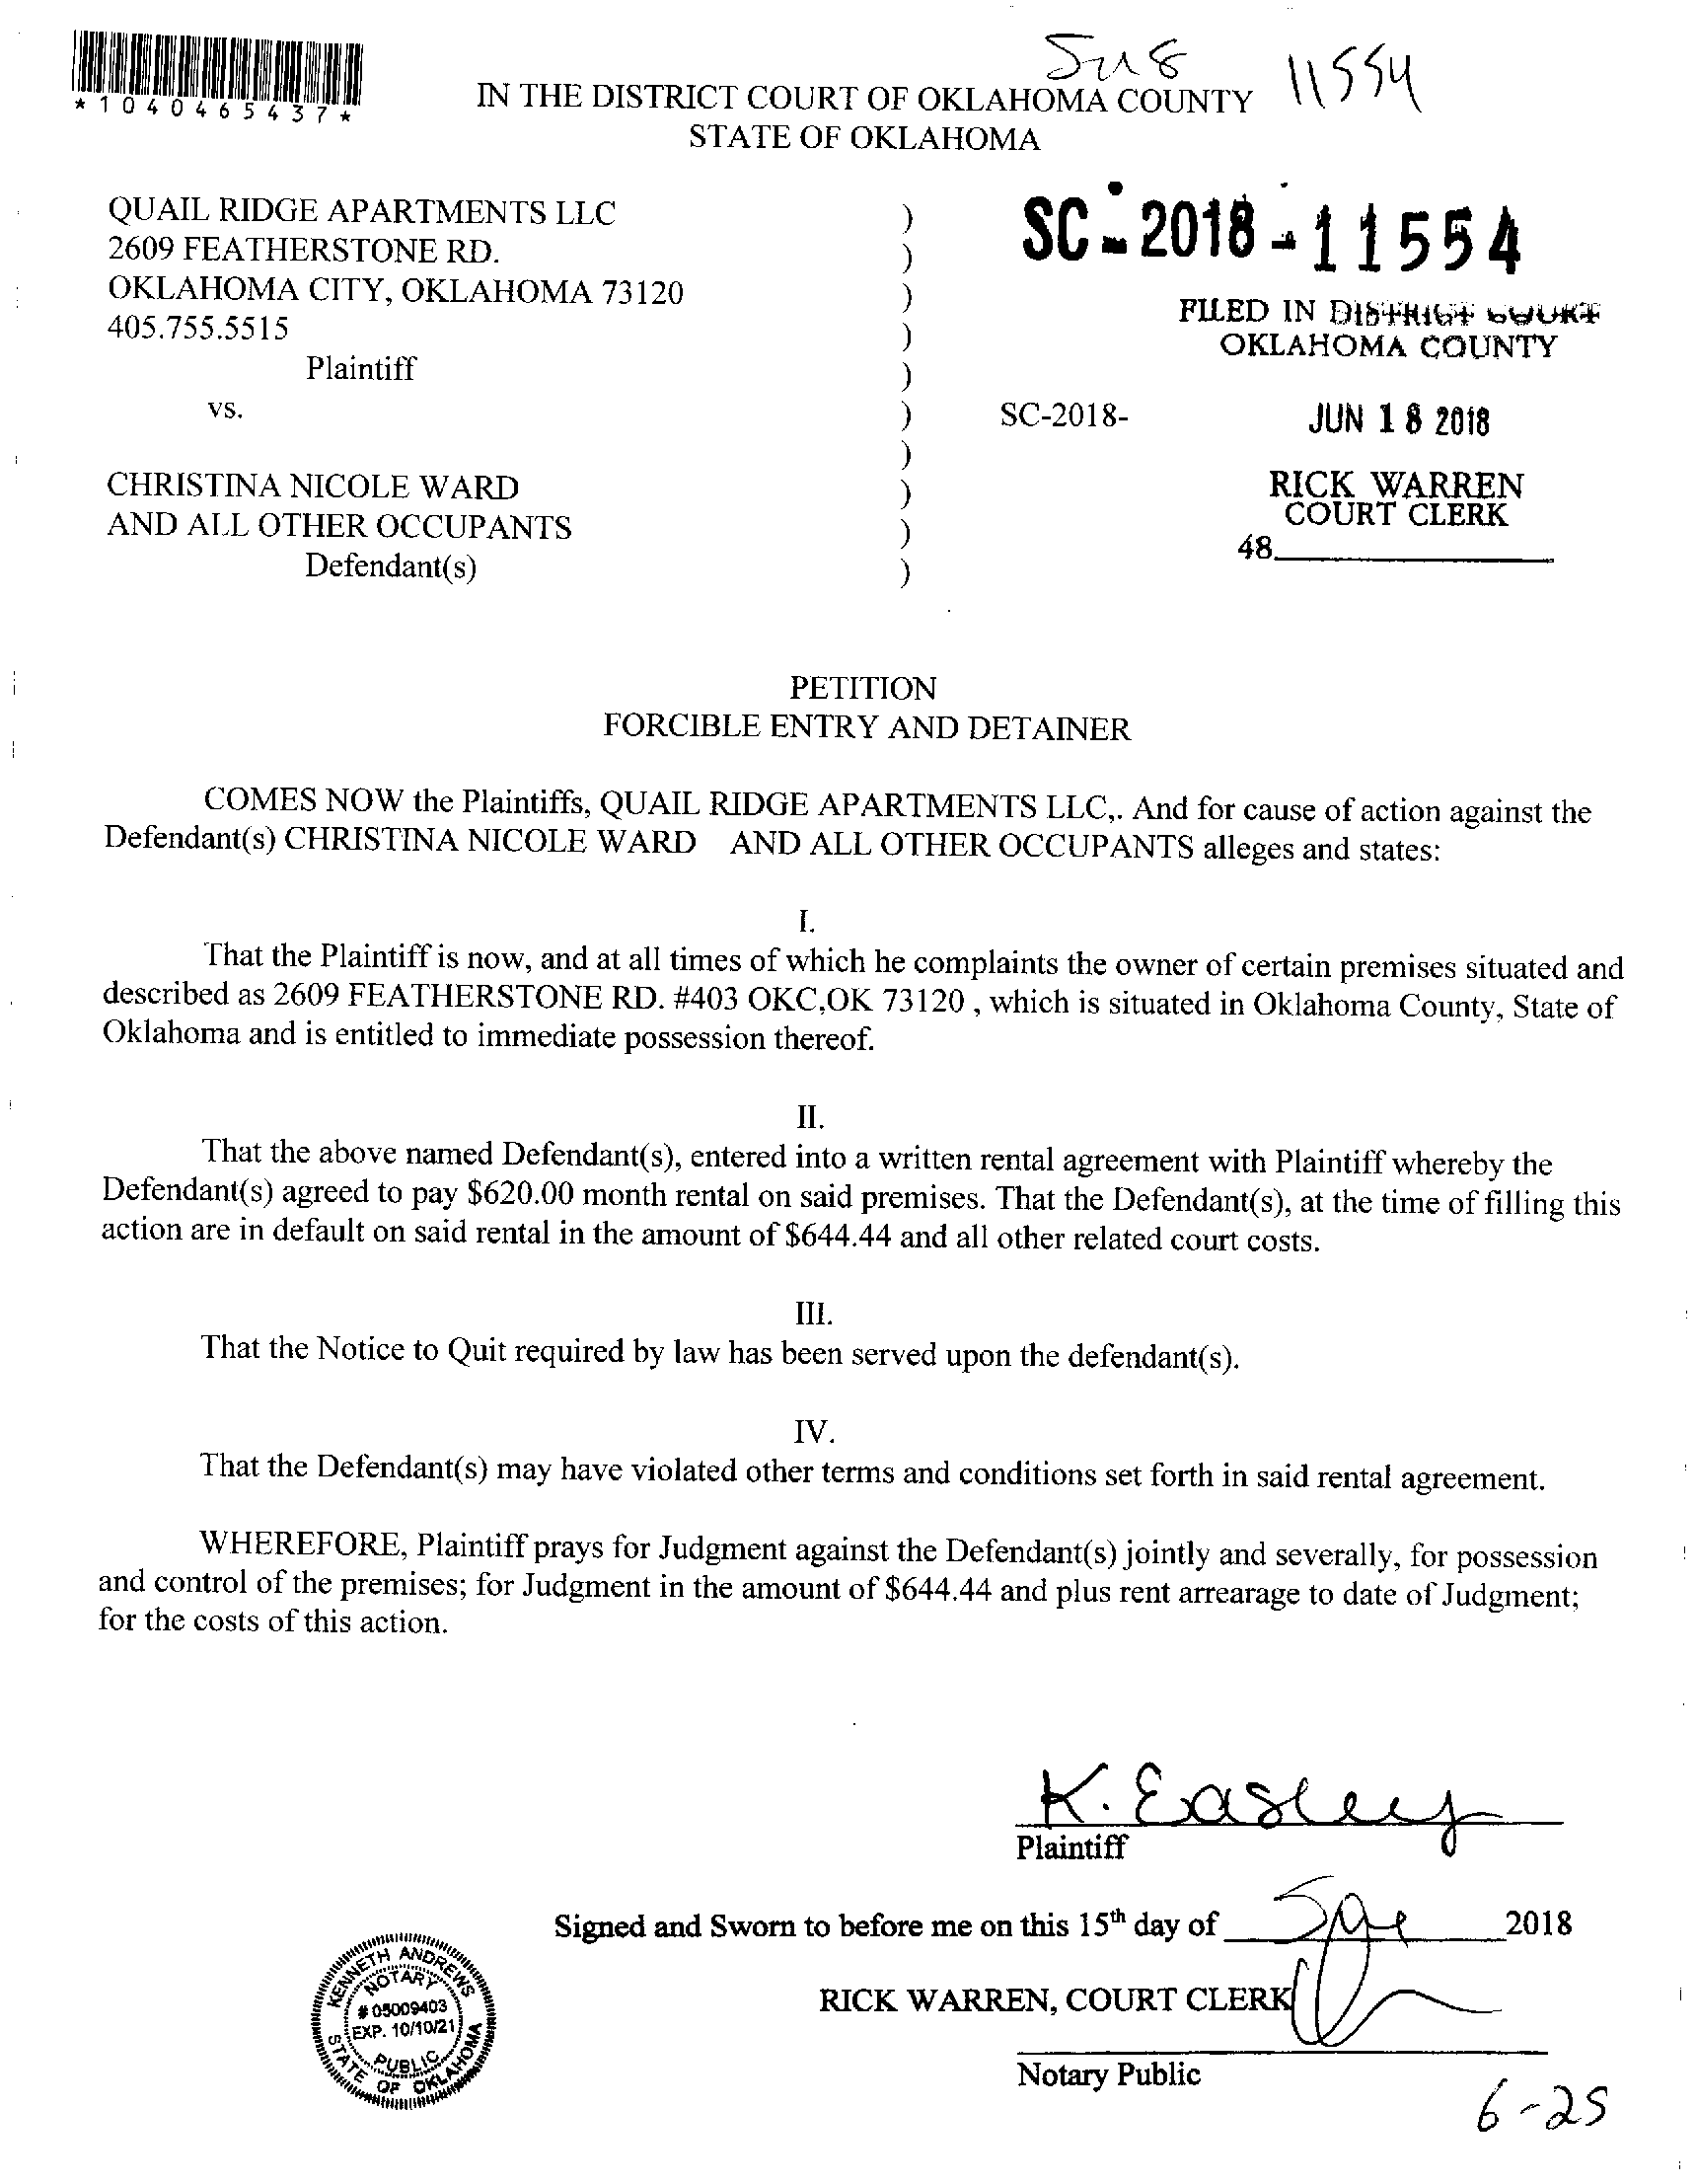 *1040465437*
11554
IN THE DISTRICT COURT OF OKLAHOMA COUNTY
STATE OF OKLAHOMA
QUAIL RIDGE APARTMENTS LLC
2609 FEATHERSTONE RD.
OKLAHOMA CITY, OKLAHOMA 73120
405.755.5515
Plaintiff
vs.
CHRISTINA NICOLE WARD
AND ALL OTHER OCCUPANTS
Defendant(s)
)
)
)
)
)
)
)
)
)
)
SC-2018-11554
FILED IN DISTRICT COURT
OKLAHOMA COUNTY
SC-2018-
JUN 18 2018
RICK WARREN
COURT CLERK
48
PETITION
FORCIBLE ENTRY AND DETAINER
COMES NOW the Plaintiffs, QUAIL RIDGE APARTMENTS LLC,. And for cause of action against the
Defendant(s) CHRISTINA NICOLE WARD AND ALL OTHER OCCUPANTS alleges and states:
I.
That the Plaintiff is now, and at all times of which he complaints the owner of certain premises situated and
described as 2609 FEATHERSTONE RD. #403 OKC,OK 73120 , which is situated in Oklahoma County, State of
Oklahoma and is entitled to immediate possession thereof.
II.
That the above named Defendant(s), entered into a written rental agreement with Plaintiff whereby the
Defendant(s) agreed to pay $620.00 month rental on said premises. That the Defendant(s), at the time of filling this
action are in default on said rental in the amount of $644.44 and all other related court costs.
III.
That the Notice to Quit required by law has been served upon the defendant(s).
IV.
That the Defendant(s) may have violated other terms and conditions set forth in said rental agreement.
WHEREFORE, Plaintiff prays for Judgment against the Defendant(s) jointly and severally, for possession
and control of the premises; for Judgment in the amount of $644.44 and plus rent arrearage to date of Judgment;
for the costs of this action.
K. Easley
Plaintiff
Signed and Sworn to before me on this 15th day of June 2018
RICK WARREN, COURT CLERK
Notary Public
KENNETH ANDREWS
NOTARY
# 05009403
EXP. 10/10/21
PUBLIC
STATE OF OKLAHOMA
6-25